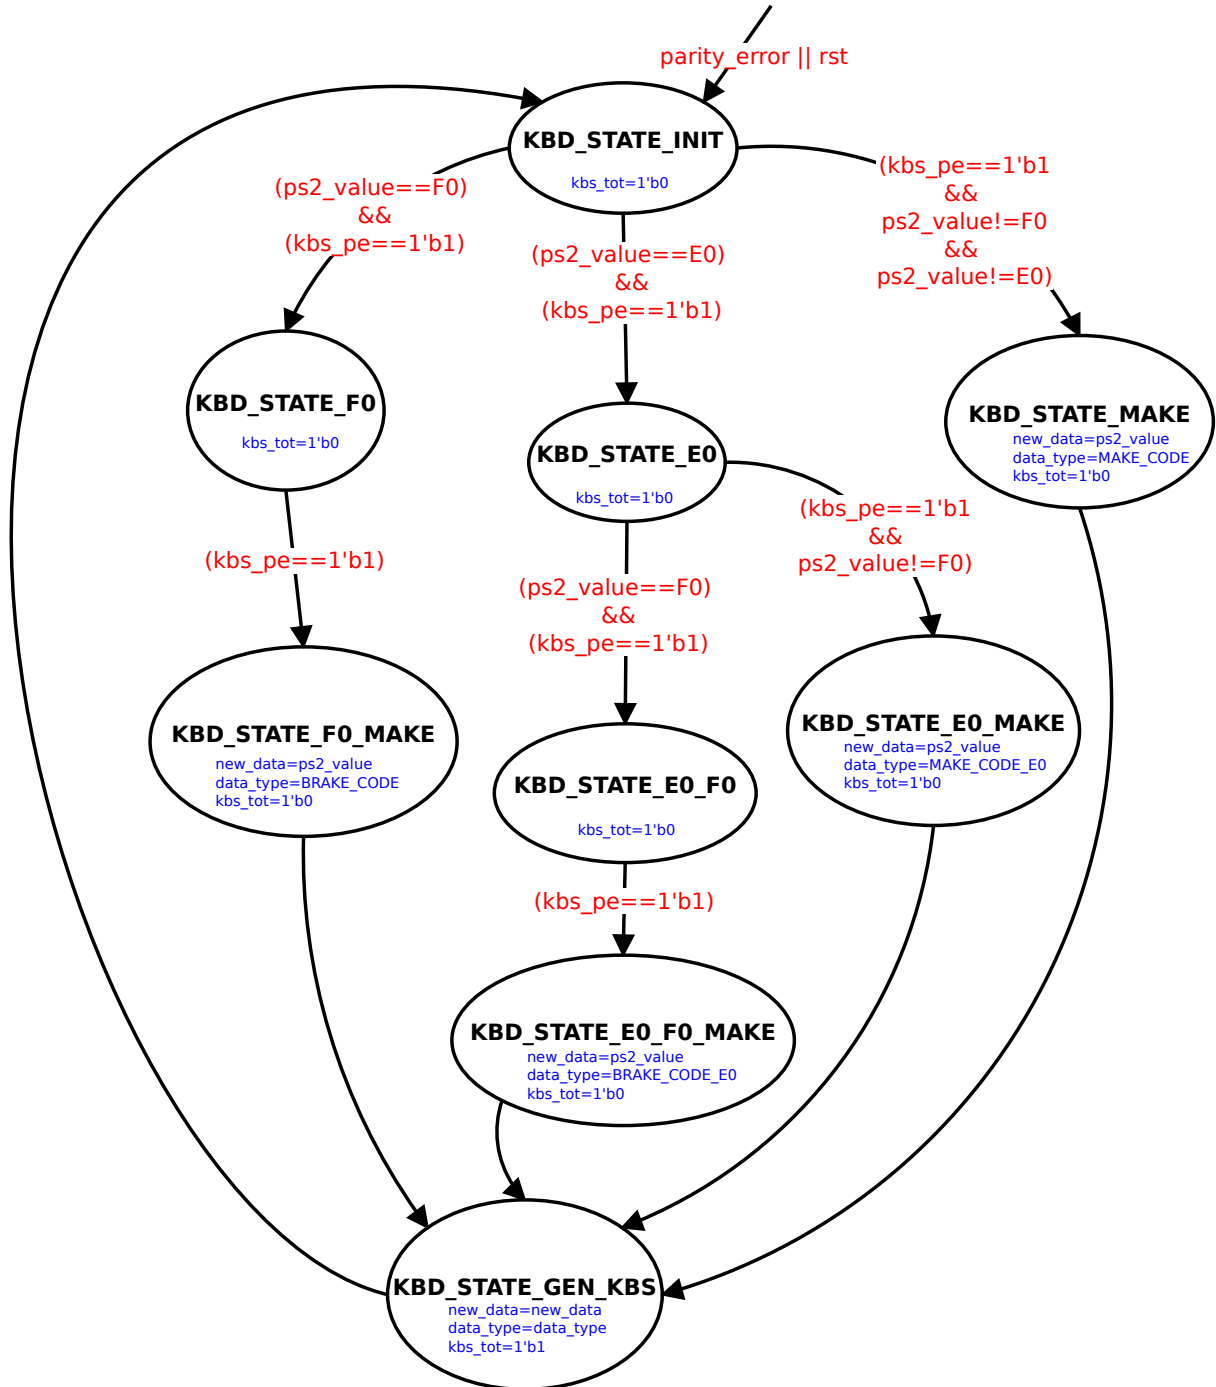 parity_error || rst
KBD_STATE_INIT
kbs_tot=1'b0
(ps2_value==F0)
&&
(kbs_pe==1'b1)
(ps2_value==E0)
&&
(kbs_pe==1'b1)
(kbs_pe==1'b1
&&
ps2_value!=F0
&&
ps2_value!=E0)
KBD_STATE_F0
kbs_tot=1'b0
KBD_STATE_E0
kbs_tot=1'b0
KBD_STATE_MAKE
new_data=ps2_value
data_type=MAKE_CODE
kbs_tot=1'b0
(kbs_pe==1'b1)
(ps2_value==F0)
&&
(kbs_pe==1'b1)
(kbs_pe==1'b1
&&
ps2_value!=F0)
KBD_STATE_F0_MAKE
new_data=ps2_value
data_type=BRAKE_CODE
kbs_tot=1'b0
KBD_STATE_E0_F0
kbs_tot=1'b0
KBD_STATE_E0_MAKE
new_data=ps2_value
data_type=MAKE_CODE_E0
kbs_tot=1'b0
(kbs_pe==1'b1)
KBD_STATE_E0_F0_MAKE
new_data=ps2_value
data_type=BRAKE_CODE_E0
kbs_tot=1'b0
KBD_STATE_GEN_KBS
new_data=new_data
data_type=data_type
kbs_tot=1'b1